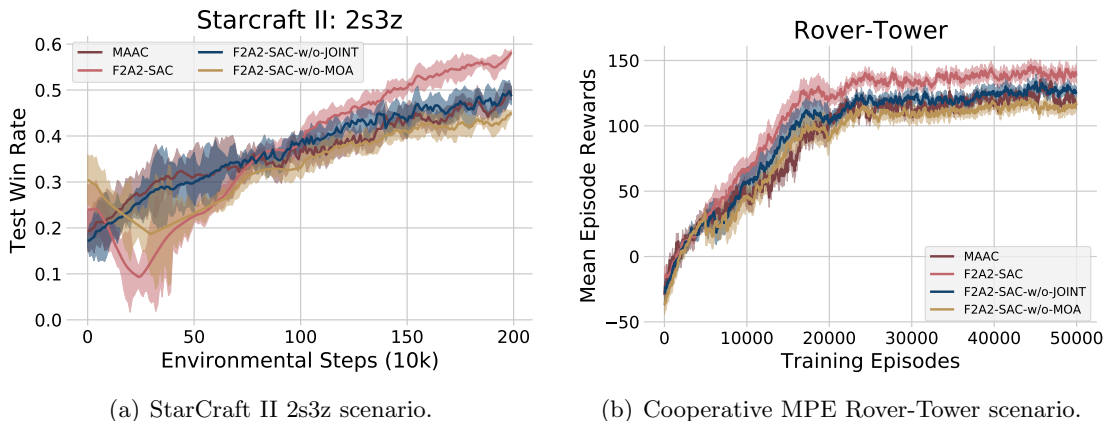 Starcraft II: 2s3z
Test Win Rate
0.6
0.5
0.4
0.3
0.2
0.1
0.0
MAAC
F2A2-SAC
F2A2-SAC-w/o-JOINT
F2A2-SAC-w/o-MOA
0 50 100 150 200
Environmental Steps (10k)
(a) StarCraft II 2s3z scenario.
Rover-Tower
Mean Episode Rewards
150
100
50
0
−50
MAAC
F2A2-SAC
F2A2-SAC-w/o-JOINT
F2A2-SAC-w/o-MOA
0 10000 20000 30000 40000 50000
Training Episodes
(b) Cooperative MPE Rover-Tower scenario.